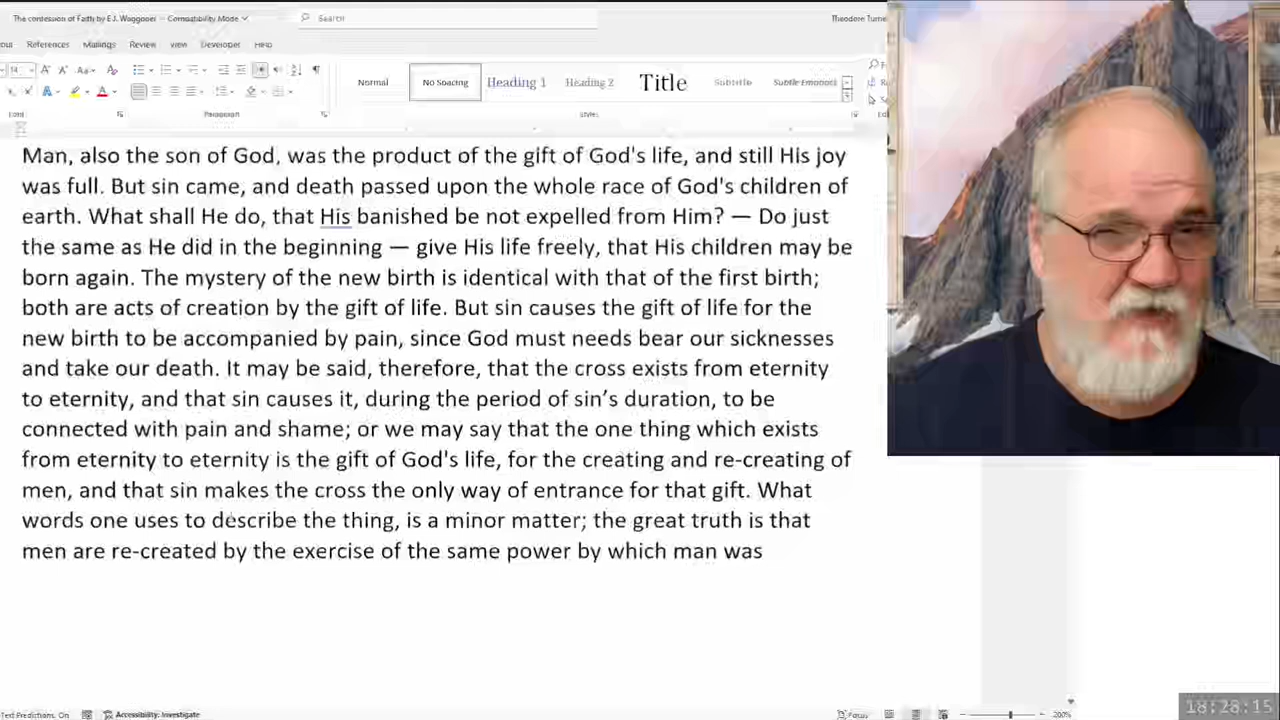 The confession of Faith by E.J. Waggoner — Compatibility Mode
Search
Theodore Turne
References Mailings Review View Developer Help
14
Normal
No Spacing
Heading 1
Heading 2
Title
Subtitle
Subtle Emphasis
Paragraph
Styles
Man, also the son of God, was the product of the gift of God's life, and still His joy
was full. But sin came, and death passed upon the whole race of God's children of
earth. What shall He do, that His banished be not expelled from Him? — Do just
the same as He did in the beginning — give His life freely, that His children may be
born again. The mystery of the new birth is identical with that of the first birth;
both are acts of creation by the gift of life. But sin causes the gift of life for the
new birth to be accompanied by pain, since God must needs bear our sicknesses
and take our death. It may be said, therefore, that the cross exists from eternity
to eternity, and that sin causes it, during the period of sin’s duration, to be
connected with pain and shame; or we may say that the one thing which exists
from eternity to eternity is the gift of God's life, for the creating and re-creating of
men, and that sin makes the cross the only way of entrance for that gift. What
words one uses to describe the thing, is a minor matter; the great truth is that
men are re-created by the exercise of the same power by which man was
Text Predictions: On
Accessibility: Investigate
Focus
200%
18:28:15